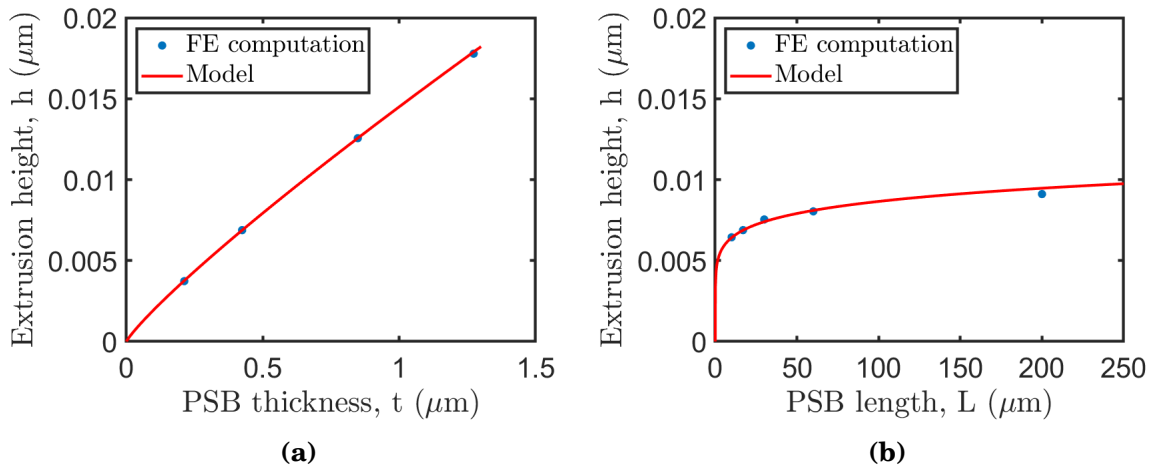 0.02
0.015
0.01
0.005
0
Extrusion height, h (μm)
FE computation
Model
0
0.5
1
1.5
PSB thickness, t (μm)
(a)
0.02
0.015
0.01
0.005
0
Extrusion height, h (μm)
FE computation
Model
0
50
100
150
200
250
PSB length, L (μm)
(b)